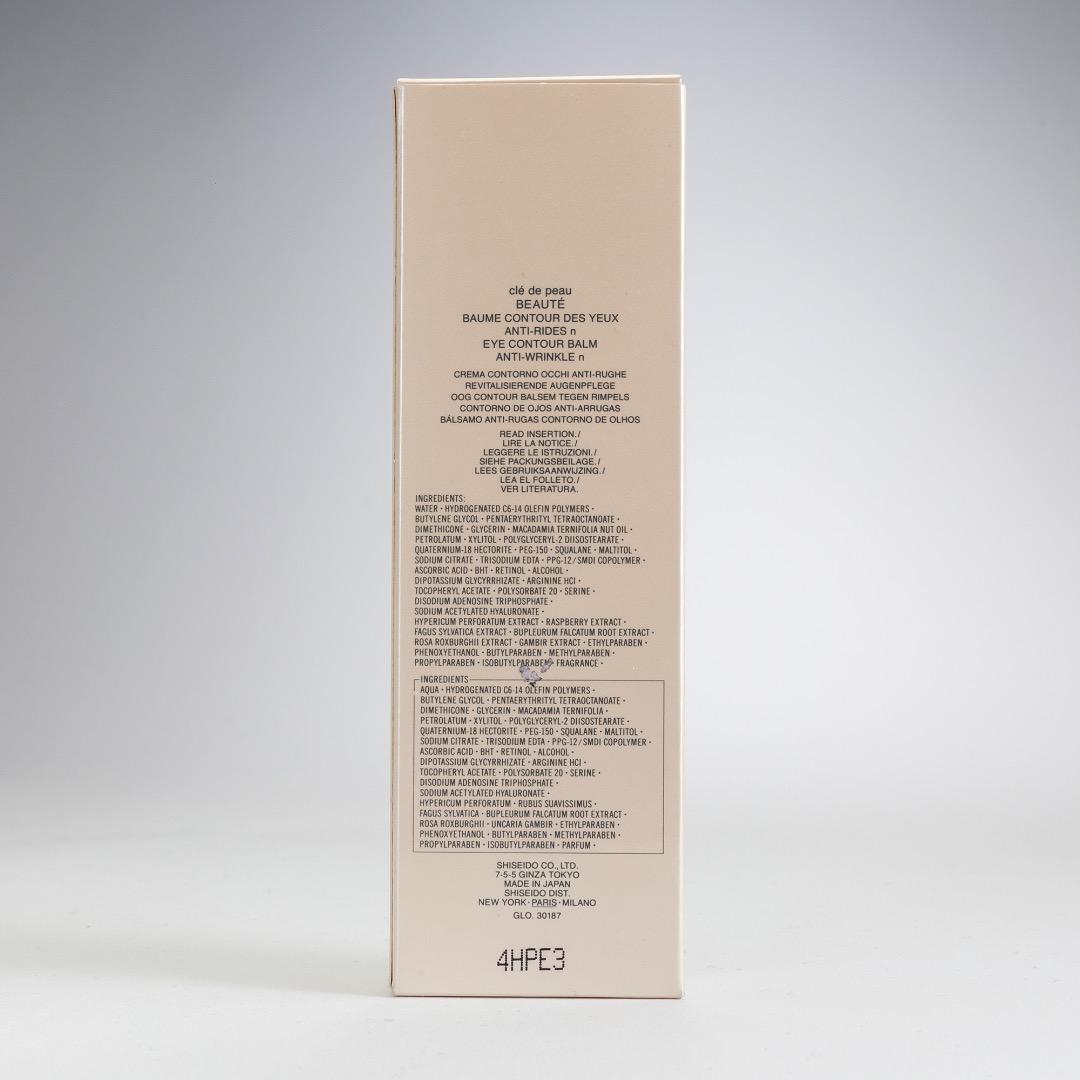 clé de peau
BEAUTÉ
BAUME CONTOUR DES YEUX
ANTI-RIDES n
EYE CONTOUR BALM
ANTI-WRINKLE n
CREMA CONTORNO OCCHI ANTI-RUGHE
REVITALISIERENDE AUGENPFLEGE
OOG CONTOUR BALSEM TEGEN RIMPELS
CONTORNO DE OJOS ANTI-ARRUGAS
BÁLSAMO ANTI-RUGAS CONTORNO DE OLHOS
READ INSERTION./
LIRE LA NOTICE./
LEGGERE LE ISTRUZIONI./
SIEHE PACKUNGSBEILAGE./
LEES GEBRUIKSAANWIJZING./
LEA EL FOLLETO./
VER LITERATURA.
INGREDIENTS:
WATER・HYDROGENATED C6-14 OLEFIN POLYMERS・
BUTYLENE GLYCOL・PENTAERYTHRITYL TETRAOCTANOATE・
DIMETHICONE・GLYCERIN・MACADAMIA TERNIFOLIA NUT OIL・
PETROLATUM・XYLITOL・POLYGLYCERYL-2 DIISOSTEARATE・
QUATERNIUM-18 HECTORITE・PEG-150・SQUALANE・MALTITOL・
SODIUM CITRATE・TRISODIUM EDTA・PPG-12/SMDI COPOLYMER・
ASCORBIC ACID・BHT・RETINOL・ALCOHOL・
DIPOTASSIUM GLYCYRRHIZATE・ARGININE HCl・
TOCOPHERYL ACETATE・POLYSORBATE 20・SERINE・
DISODIUM ADENOSINE TRIPHOSPHATE・
SODIUM ACETYLATED HYALURONATE・
HYPERICUM PERFORATUM EXTRACT・RASPBERRY EXTRACT・
FAGUS SYLVATICA EXTRACT・BUPLEURUM FALCATUM ROOT EXTRACT・
ROSA ROXBURGHII EXTRACT・GAMBIR EXTRACT・ETHYLPARABEN・
PHENOXYETHANOL・BUTYLPARABEN・METHYLPARABEN・
PROPYLPARABEN・ISOBUTYLPARABEN・FRAGRANCE・
INGREDIENTS
AQUA・HYDROGENATED C6-14 OLEFIN POLYMERS・
BUTYLENE GLYCOL・PENTAERYTHRITYL TETRAOCTANOATE・
DIMETHICONE・GLYCERIN・MACADAMIA TERNIFOLIA・
PETROLATUM・XYLITOL・POLYGLYCERYL-2 DIISOSTEARATE・
QUATERNIUM-18 HECTORITE・PEG-150・SQUALANE・MALTITOL・
SODIUM CITRATE・TRISODIUM EDTA・PPG-12/SMDI COPOLYMER・
ASCORBIC ACID・BHT・RETINOL・ALCOHOL・
DIPOTASSIUM GLYCYRRHIZATE・ARGININE HCl・
TOCOPHERYL ACETATE・POLYSORBATE 20・SERINE・
DISODIUM ADENOSINE TRIPHOSPHATE・
SODIUM ACETYLATED HYALURONATE・
HYPERICUM PERFORATUM・RUBUS SUAVISSIMUS・
FAGUS SYLVATICA・BUPLEURUM FALCATUM ROOT EXTRACT・
ROSA ROXBURGHII・UNCARIA GAMBIR・ETHYLPARABEN・
PHENOXYETHANOL・BUTYLPARABEN・METHYLPARABEN・
PROPYLPARABEN・ISOBUTYLPARABEN・PARFUM・
SHISEIDO CO., LTD.
7-5-5 GINZA TOKYO
MADE IN JAPAN
SHISEIDO DIST.
NEW YORK・PARIS・MILANO
GLO. 30187
4HPE3